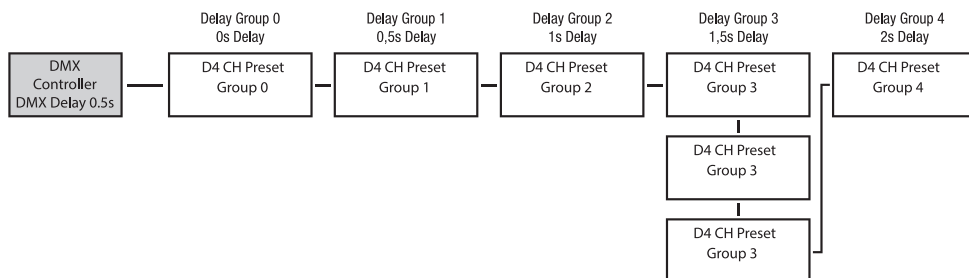 Delay Group 0
0s Delay
Delay Group 1
0,5s Delay
Delay Group 2
1s Delay
Delay Group 3
1,5s Delay
Delay Group 4
2s Delay
DMX
Controller
DMX Delay 0.5s
D4 CH Preset
Group 0
D4 CH Preset
Group 1
D4 CH Preset
Group 2
D4 CH Preset
Group 3
D4 CH Preset
Group 4
D4 CH Preset
Group 3
D4 CH Preset
Group 3